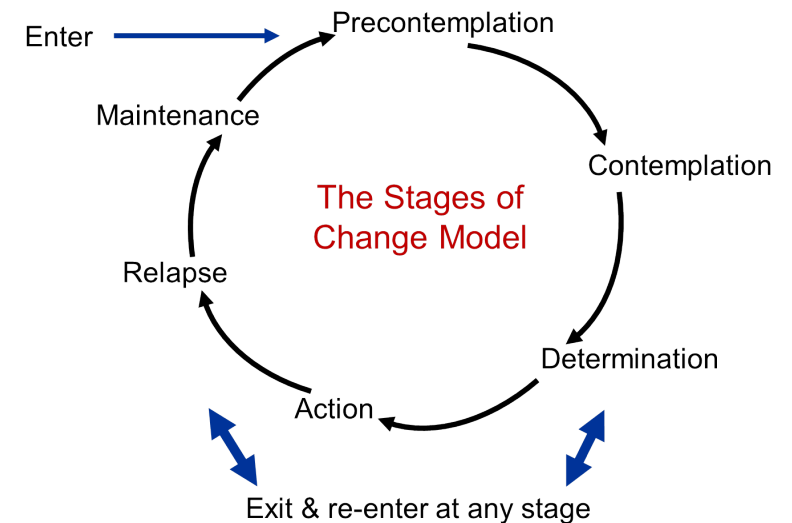 Enter
Precontemplation
Maintenance
Contemplation
The Stages of
Change Model
Relapse
Determination
Action
Exit & re-enter at any stage